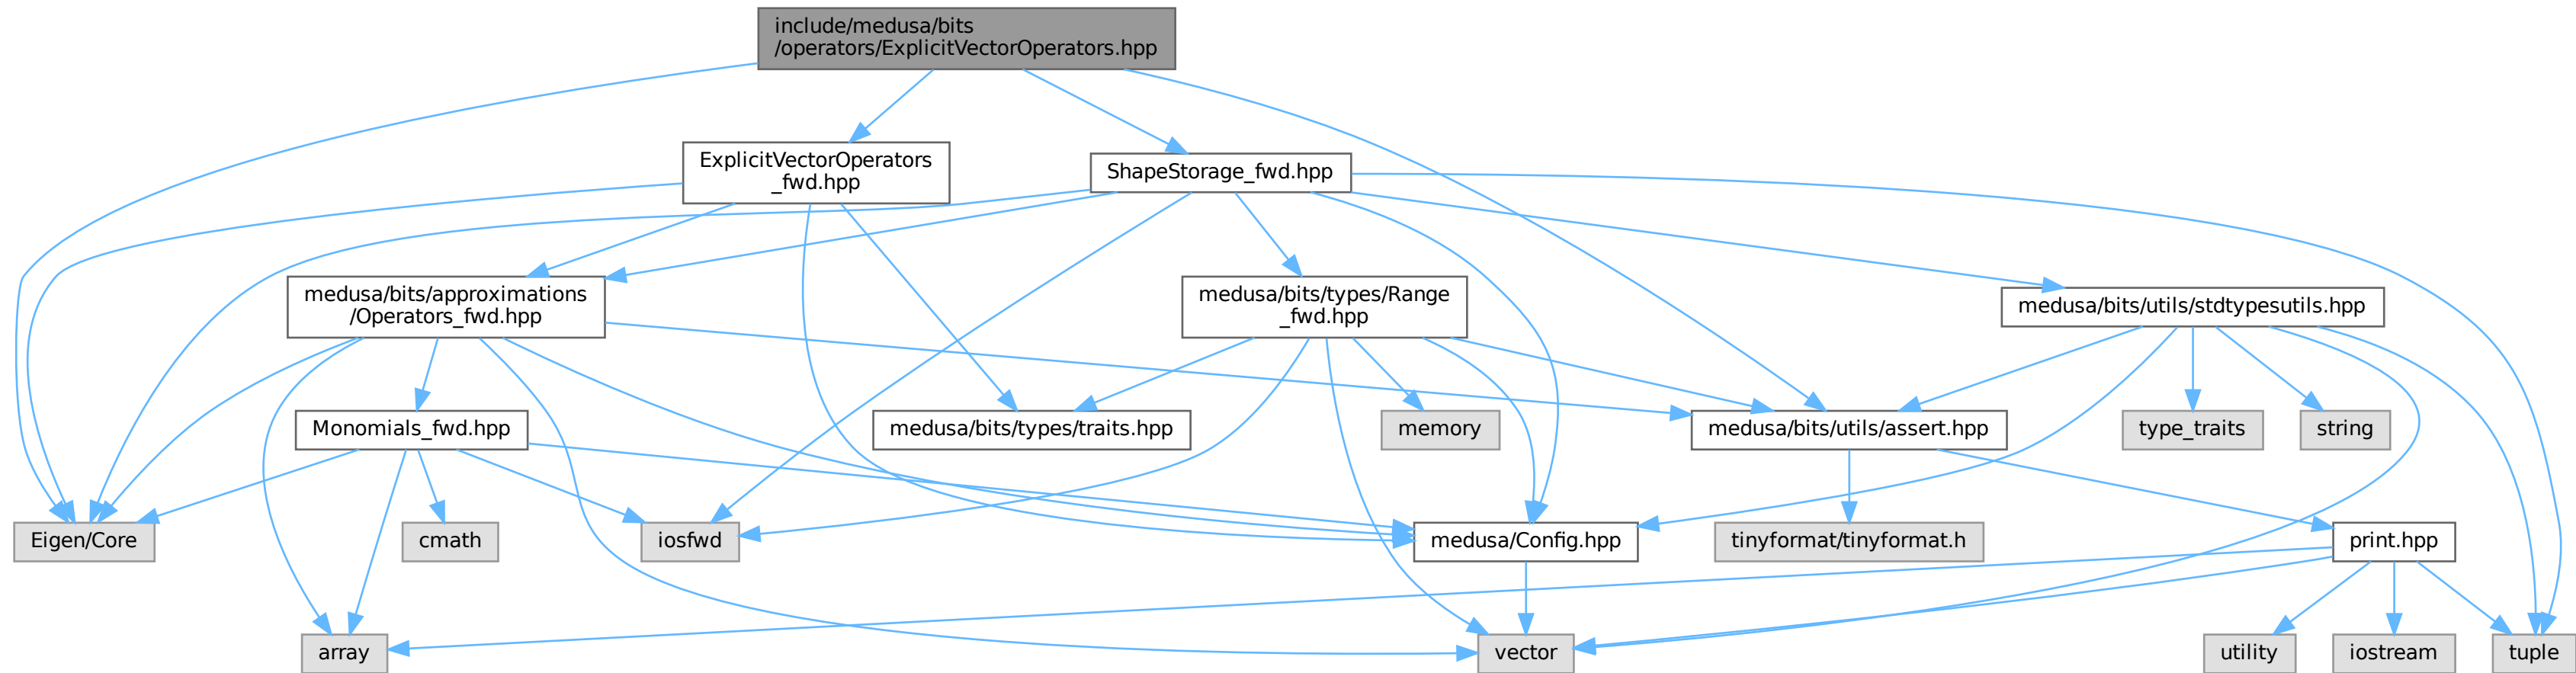 include/medusa/bits
/operators/ExplicitVectorOperators.hpp
ExplicitVectorOperators
_fwd.hpp
ShapeStorage_fwd.hpp
medusa/bits/approximations
/Operators_fwd.hpp
medusa/bits/types/Range
_fwd.hpp
medusa/bits/utils/stdtypesutils.hpp
Monomials_fwd.hpp
medusa/bits/types/traits.hpp
memory
medusa/bits/utils/assert.hpp
type_traits
string
Eigen/Core
cmath
iosfwd
medusa/Config.hpp
tinyformat/tinyformat.h
print.hpp
array
vector
utility
iostream
tuple